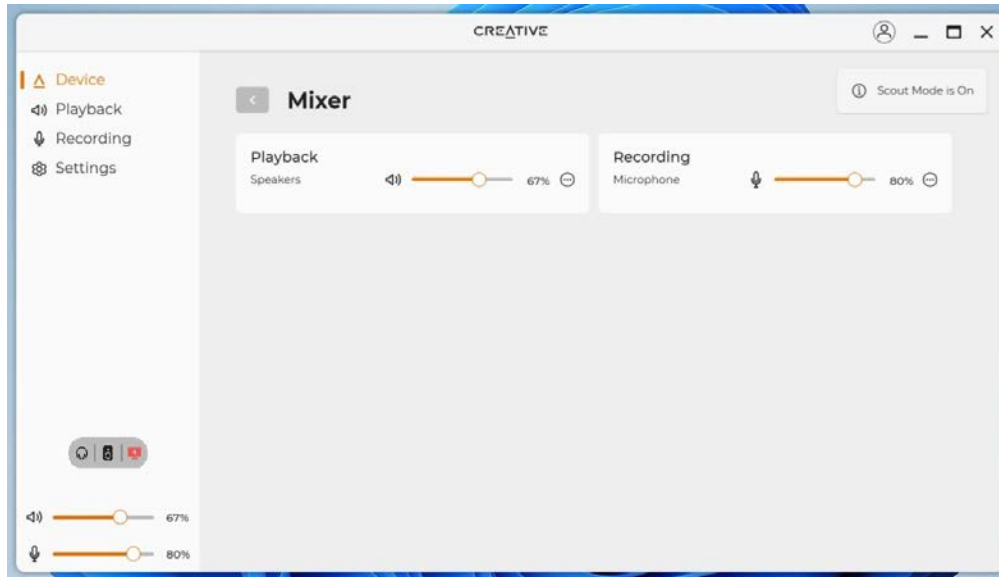 CREATIVE
Device
Playback
Recording
Settings
Mixer
Scout Mode is On
Playback
Speakers
67%
Recording
Microphone
80%
67%
80%